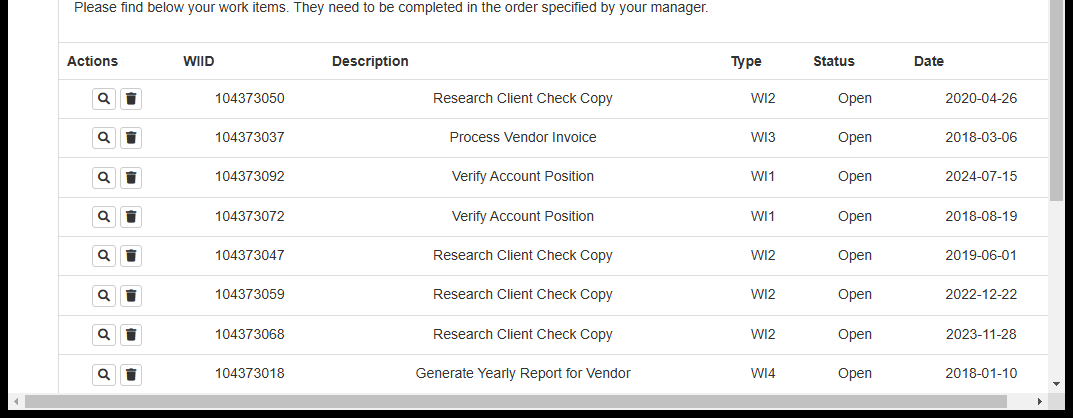 Please find below your work items. They need to be completed in the order specified by your manager.
Actions WIID Description Type Status Date
104373050 Research Client Check Copy WI2 Open 2020-04-26
104373037 Process Vendor Invoice WI3 Open 2018-03-06
104373092 Verify Account Position WI1 Open 2024-07-15
104373072 Verify Account Position WI1 Open 2018-08-19
104373047 Research Client Check Copy WI2 Open 2019-06-01
104373059 Research Client Check Copy WI2 Open 2022-12-22
104373068 Research Client Check Copy WI2 Open 2023-11-28
104373018 Generate Yearly Report for Vendor WI4 Open 2018-01-10